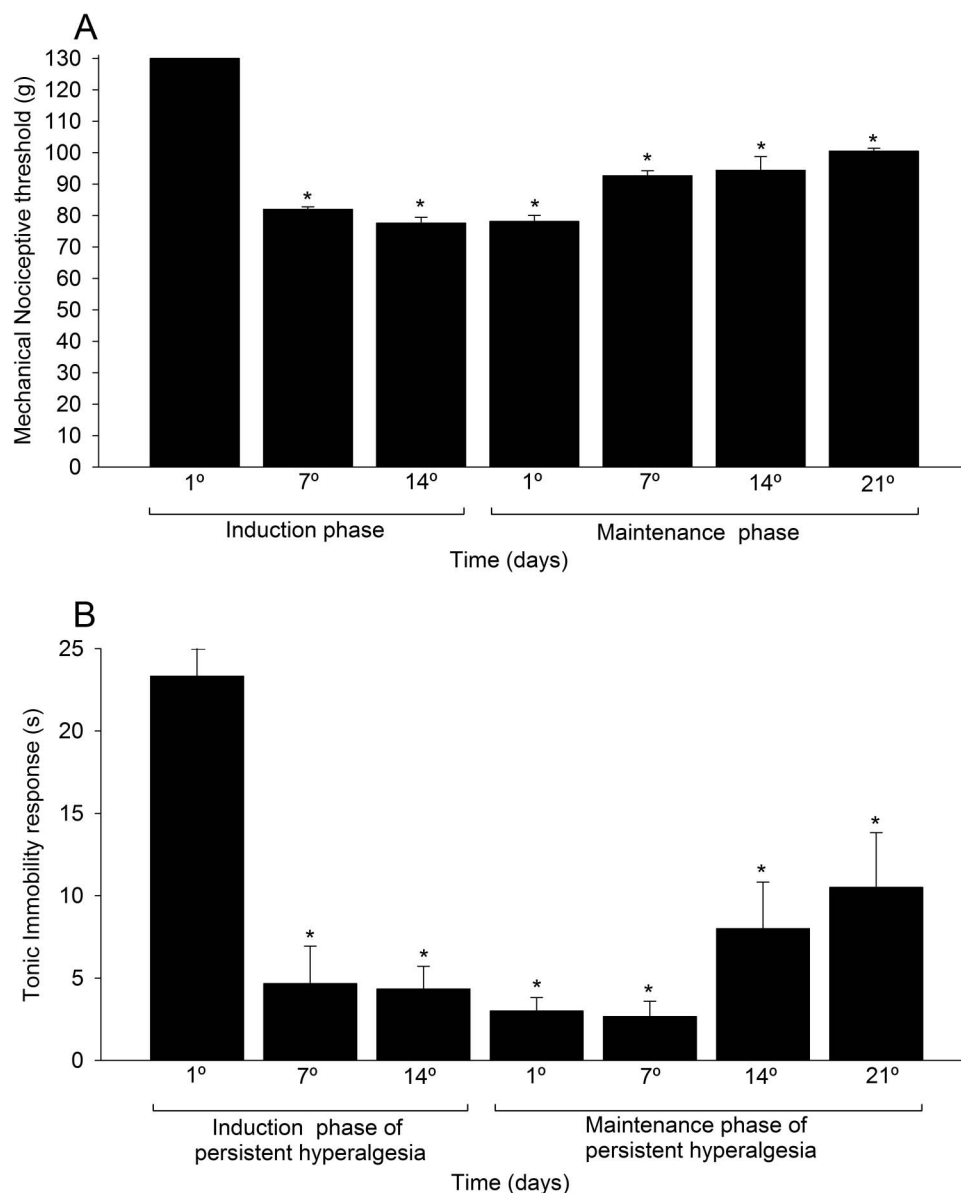 A
Mechanical Nociceptive threshold (g)
130
120
110
100
90
80
70
60
50
40
30
20
10
0
* * * * * *
1º 7º 14º 1º 7º 14º 21º
Induction phase Maintenance phase
Time (days)
B
Tonic Immobility response (s)
25
20
15
10
5
0
* * * * * *
1º 7º 14º 1º 7º 14º 21º
Induction phase of
persistent hyperalgesia
Maintenance phase of
persistent hyperalgesia
Time (days)